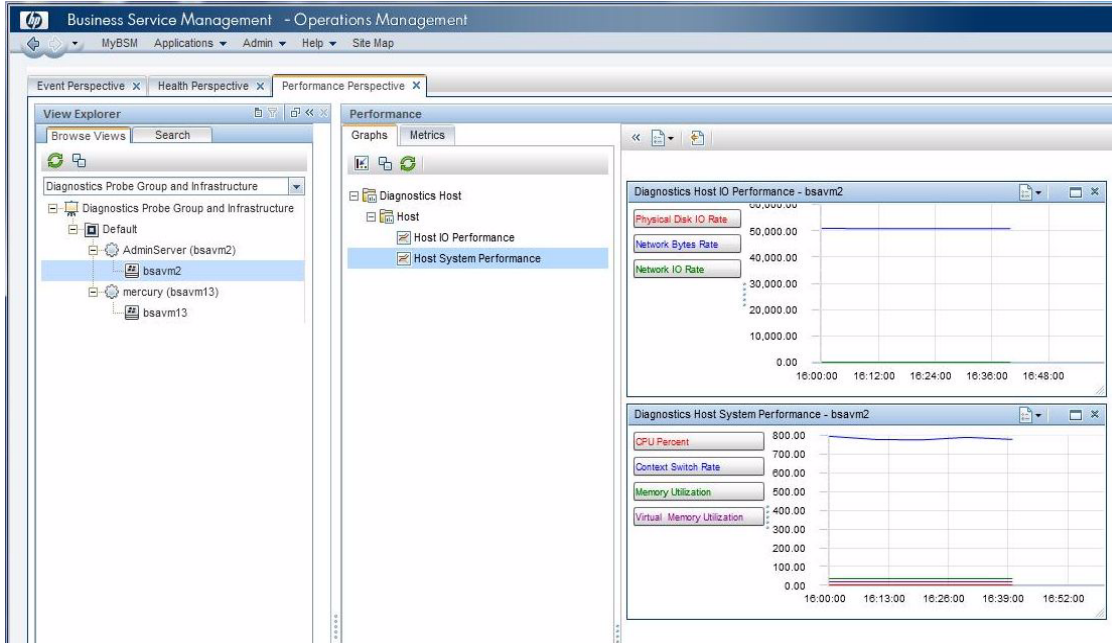 hp Business Service Management - Operations Management
MyBSM Applications Admin Help Site Map
Event Perspective X Health Perspective X Performance Perspective X
View Explorer
Browse Views Search
Diagnostics Probe Group and Infrastructure
Diagnostics Probe Group and Infrastructure
Default
AdminServer (bsavm2)
bsavm2
mercury (bsavm13)
bsavm13
Performance
Graphs Metrics
Diagnostics Host
Host
Host IO Performance
Host System Performance
Diagnostics Host IO Performance - bsavm2
Physical Disk IO Rate
Network Bytes Rate
Network IO Rate
60,000.00
50,000.00
40,000.00
30,000.00
20,000.00
10,000.00
0.00
16:00:00 16:12:00 16:24:00 16:36:00 16:48:00
Diagnostics Host System Performance - bsavm2
CPU Percent
Context Switch Rate
Memory Utilization
Virtual Memory Utilization
800.00
700.00
600.00
500.00
400.00
300.00
200.00
100.00
0.00
16:00:00 16:13:00 16:26:00 16:39:00 16:52:00